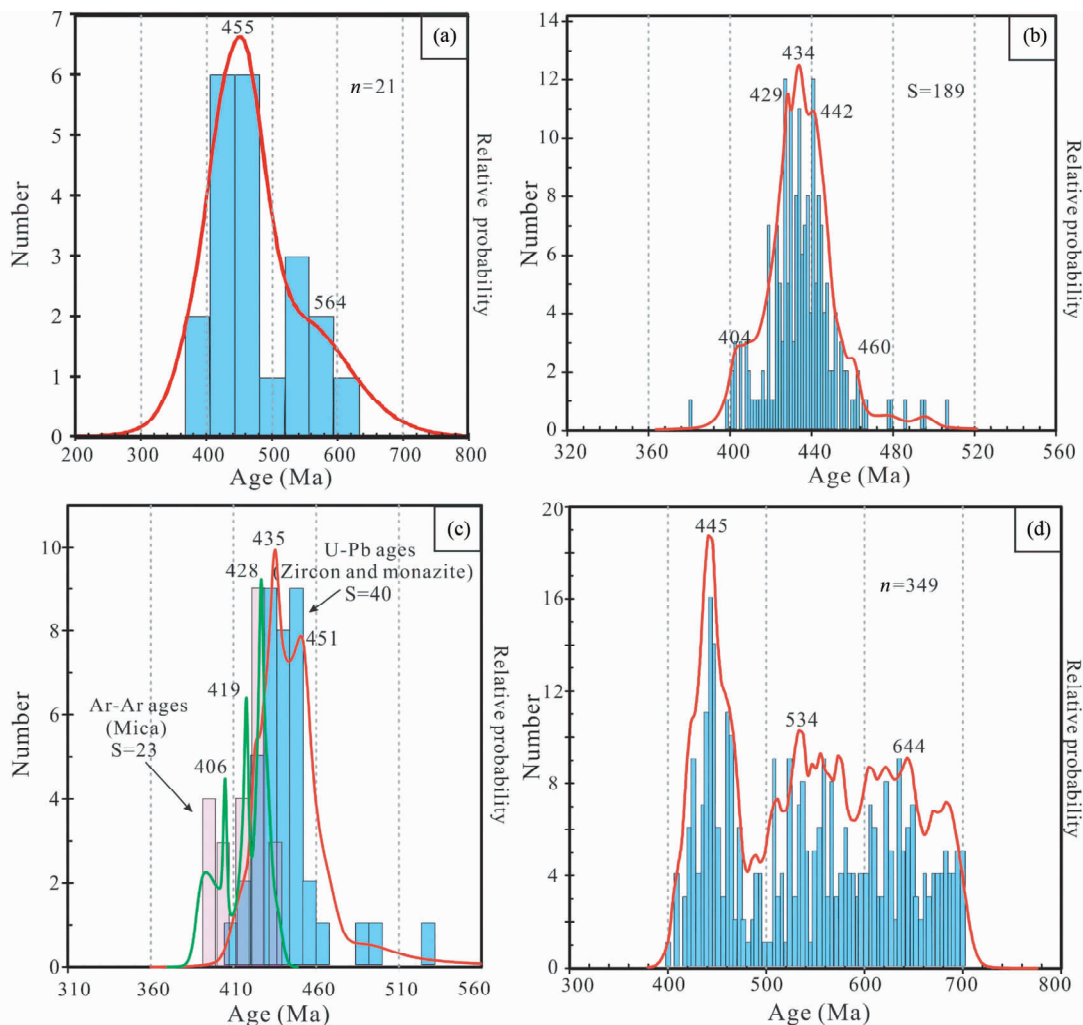 (a)
455
n=21
564
Number
Relative probability
7
6
5
4
3
2
1
0
200 300 400 500 600 700 800
Age (Ma)
(b)
434
429
442
S=189
404
460
Number
Relative probability
14
12
10
8
6
4
2
0
320 360 400 440 480 520 560
Age (Ma)
(c)
435
U-Pb ages
(Zircon and monazite)
S=40
428
451
419
Ar-Ar ages
(Mica)
S=23
406
Number
Relative probability
10
8
6
4
2
0
310 360 410 460 510 560
Age (Ma)
(d)
445
n=349
534
644
Number
Relative probability
20
16
12
8
4
0
300 400 500 600 700 800
Age (Ma)